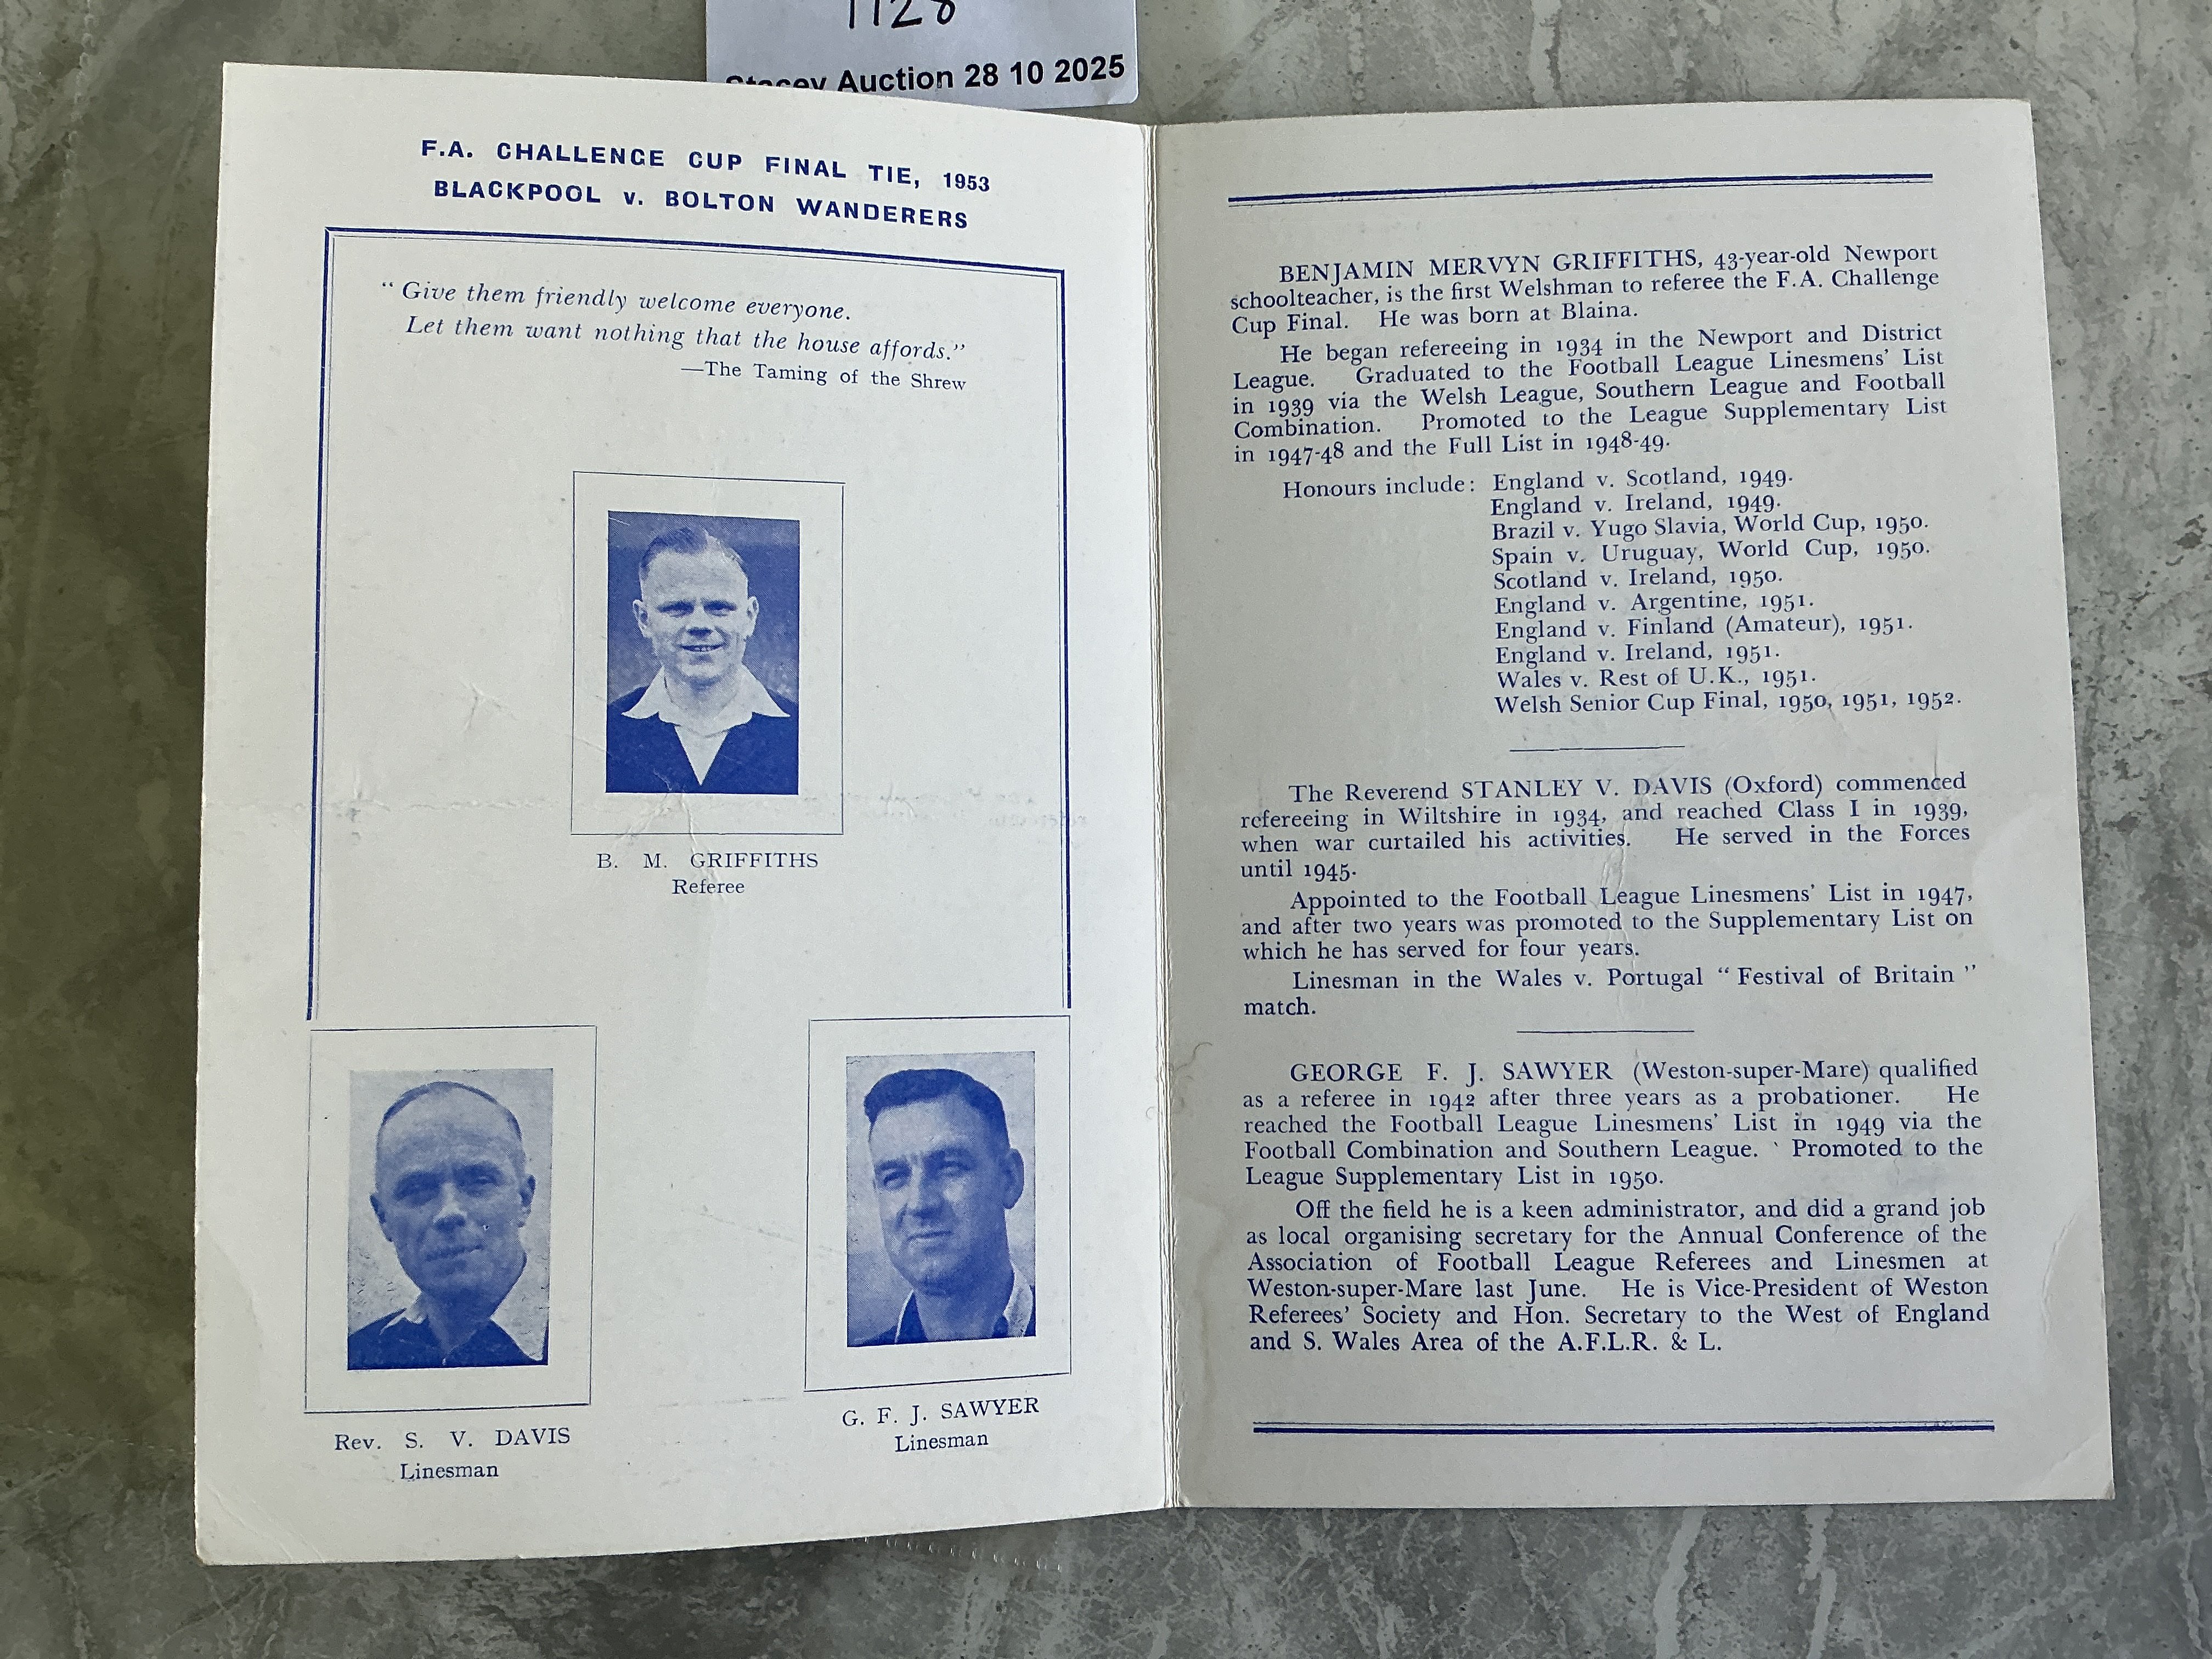 1128
Stacey Auction 28 10 2025
F.A. CHALLENGE CUP FINAL TIE, 1953
BLACKPOOL v. BOLTON WANDERERS
“ Give them friendly welcome everyone.
Let them want nothing that the house affords.”
—The Taming of the Shrew
B. M. GRIFFITHS
Referee
Rev. S. V. DAVIS
Linesman
G. F. J. SAWYER
Linesman
BENJAMIN MERVYN GRIFFITHS, 43-year-old Newport
schoolteacher, is the first Welshman to referee the F.A. Challenge
Cup Final. He was born at Blaina.
He began refereeing in 1934 in the Newport and District
League. Graduated to the Football League Linesmens’ List
in 1939 via the Welsh League, Southern League and Football
Combination. Promoted to the League Supplementary List
in 1947-48 and the Full List in 1948-49.
Honours include: England v. Scotland, 1949.
England v. Ireland, 1949.
Brazil v. Yugo Slavia, World Cup, 1950.
Spain v. Uruguay, World Cup, 1950.
Scotland v. Ireland, 1950.
England v. Argentine, 1951.
England v. Finland (Amateur), 1951.
England v. Ireland, 1951.
Wales v. Rest of U.K., 1951.
Welsh Senior Cup Final, 1950, 1951, 1952.
The Reverend STANLEY V. DAVIS (Oxford) commenced
refereeing in Wiltshire in 1934, and reached Class I in 1939,
when war curtailed his activities. He served in the Forces
until 1945.
Appointed to the Football League Linesmens’ List in 1947,
and after two years was promoted to the Supplementary List on
which he has served for four years.
Linesman in the Wales v. Portugal “ Festival of Britain ”
match.
GEORGE F. J. SAWYER (Weston-super-Mare) qualified
as a referee in 1942 after three years as a probationer. He
reached the Football League Linesmens’ List in 1949 via the
Football Combination and Southern League. Promoted to the
League Supplementary List in 1950.
Off the field he is a keen administrator, and did a grand job
as local organising secretary for the Annual Conference of the
Association of Football League Referees and Linesmen at
Weston-super-Mare last June. He is Vice-President of Weston
Referees’ Society and Hon. Secretary to the West of England
and S. Wales Area of the A.F.L.R. & L.